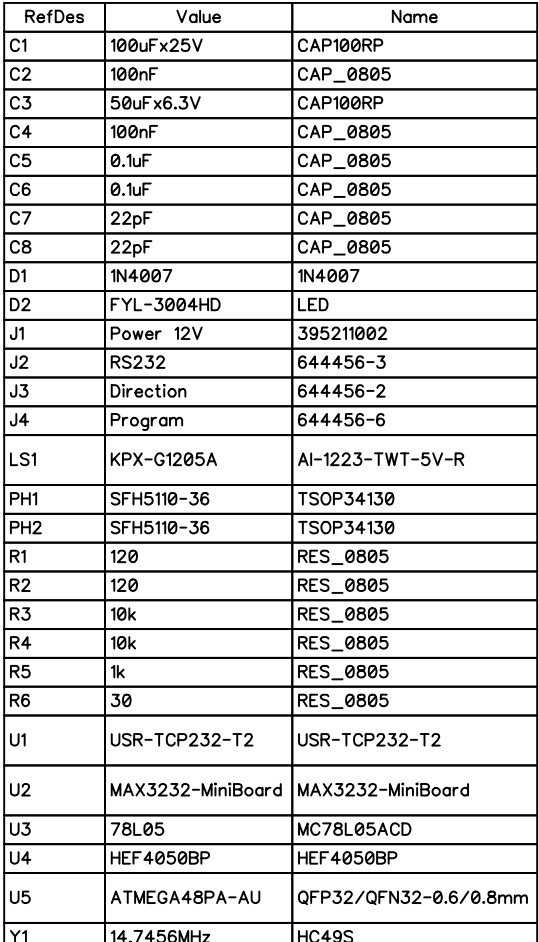 RefDes Value Name
C1 100uFx25V CAP100RP
C2 100nF CAP_0805
C3 50uFx6.3V CAP100RP
C4 100nF CAP_0805
C5 0.1uF CAP_0805
C6 0.1uF CAP_0805
C7 22pF CAP_0805
C8 22pF CAP_0805
D1 1N4007 1N4007
D2 FYL-3004HD LED
J1 Power 12V 395211002
J2 RS232 644456-3
J3 Direction 644456-2
J4 Program 644456-6
LS1 KPX-G1205A AI-1223-TWT-5V-R
PH1 SFH5110-36 TSOP34130
PH2 SFH5110-36 TSOP34130
R1 120 RES_0805
R2 120 RES_0805
R3 10k RES_0805
R4 10k RES_0805
R5 1k RES_0805
R6 30 RES_0805
U1 USR-TCP232-T2 USR-TCP232-T2
U2 MAX3232-MiniBoard MAX3232-MiniBoard
U3 78L05 MC78L05ACD
U4 HEF4050BP HEF4050BP
U5 ATMEGA48PA-AU QFP32/QFN32-0.6/0.8mm
Y1 14.7456MHz HC49S